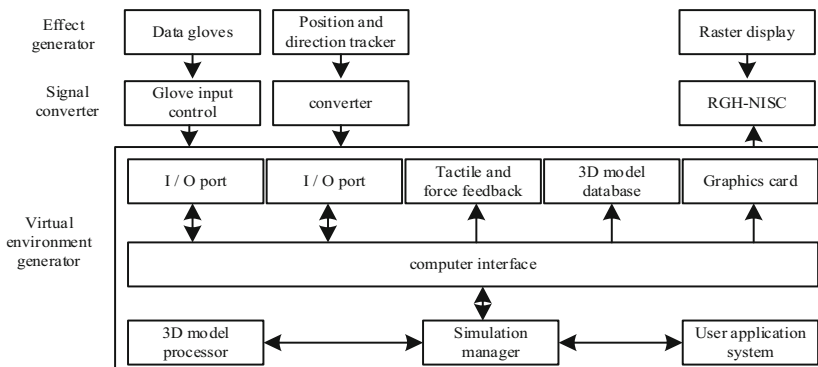 Effect
generator
Data gloves
Position and
direction tracker
Raster display
Signal
converter
Glove input
control
converter
RGH-NISC
Virtual
environment
generator
I / O port
I / O port
Tactile and
force feedback
3D model
database
Graphics card
computer interface
3D model
processor
Simulation
manager
User application
system